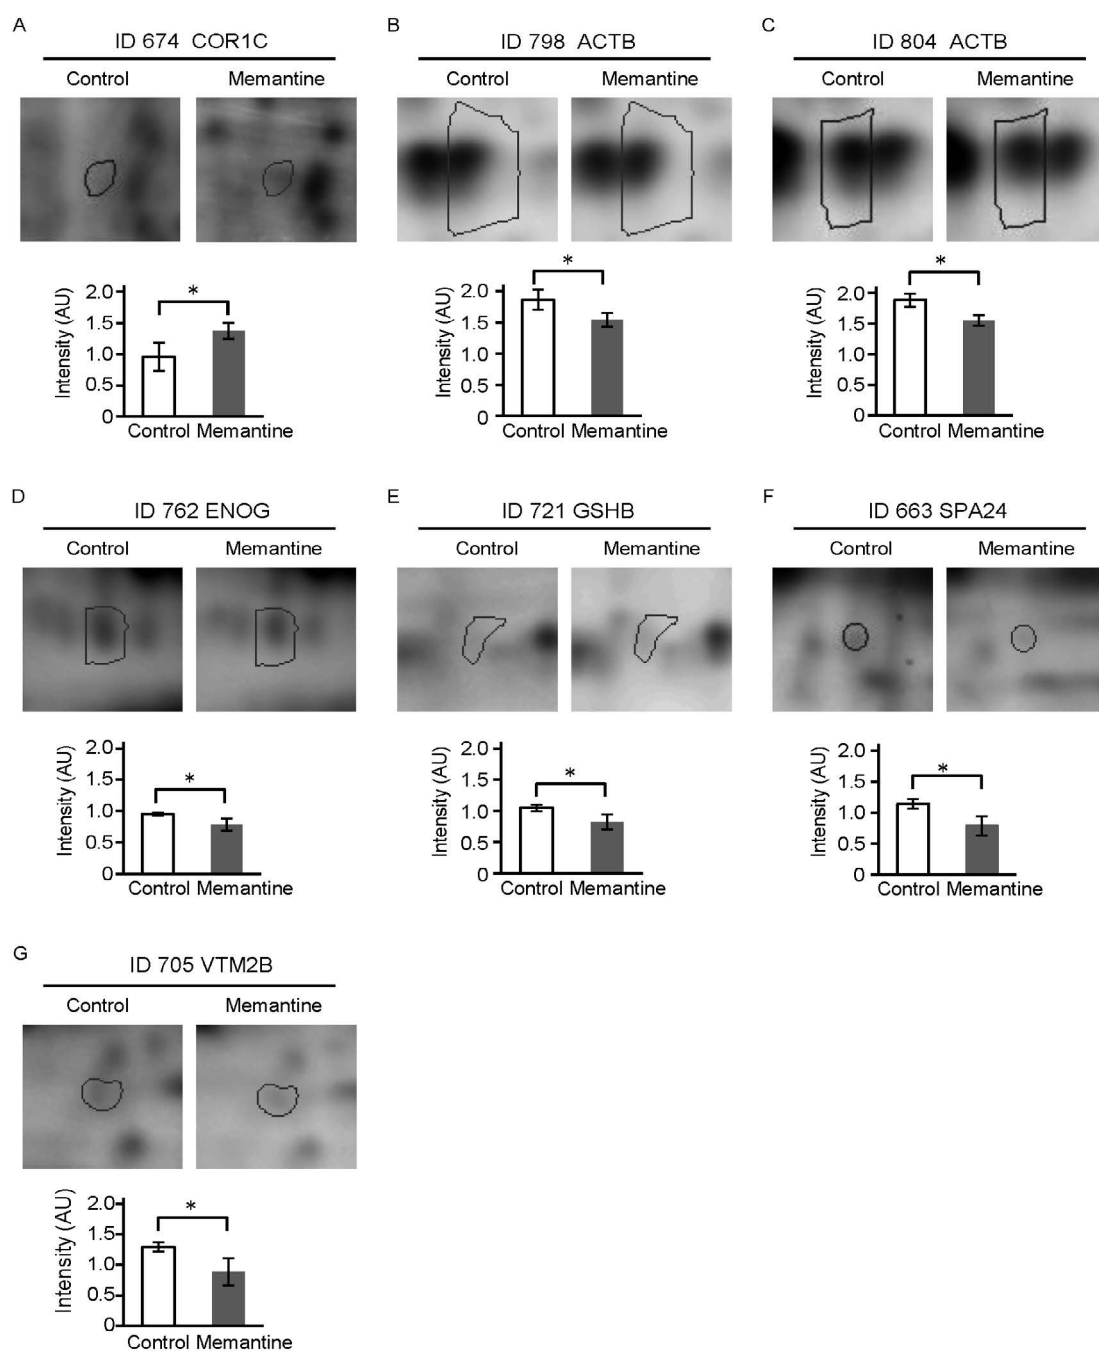 A
ID 674 COR1C
Control Memantine
*
2.0
1.5
1.0
0.5
0
Intensity (AU)
Control Memantine
B
ID 798 ACTB
Control Memantine
*
2.0
1.5
1.0
0.5
0
Intensity (AU)
Control Memantine
C
ID 804 ACTB
Control Memantine
*
2.0
1.5
1.0
0.5
0
Intensity (AU)
Control Memantine
D
ID 762 ENOG
Control Memantine
*
2.0
1.5
1.0
0.5
0
Intensity (AU)
Control Memantine
E
ID 721 GSHB
Control Memantine
*
2.0
1.5
1.0
0.5
0
Intensity (AU)
Control Memantine
F
ID 663 SPA24
Control Memantine
*
2.0
1.5
1.0
0.5
0
Intensity (AU)
Control Memantine
G
ID 705 VTM2B
Control Memantine
*
2.0
1.5
1.0
0.5
0
Intensity (AU)
Control Memantine